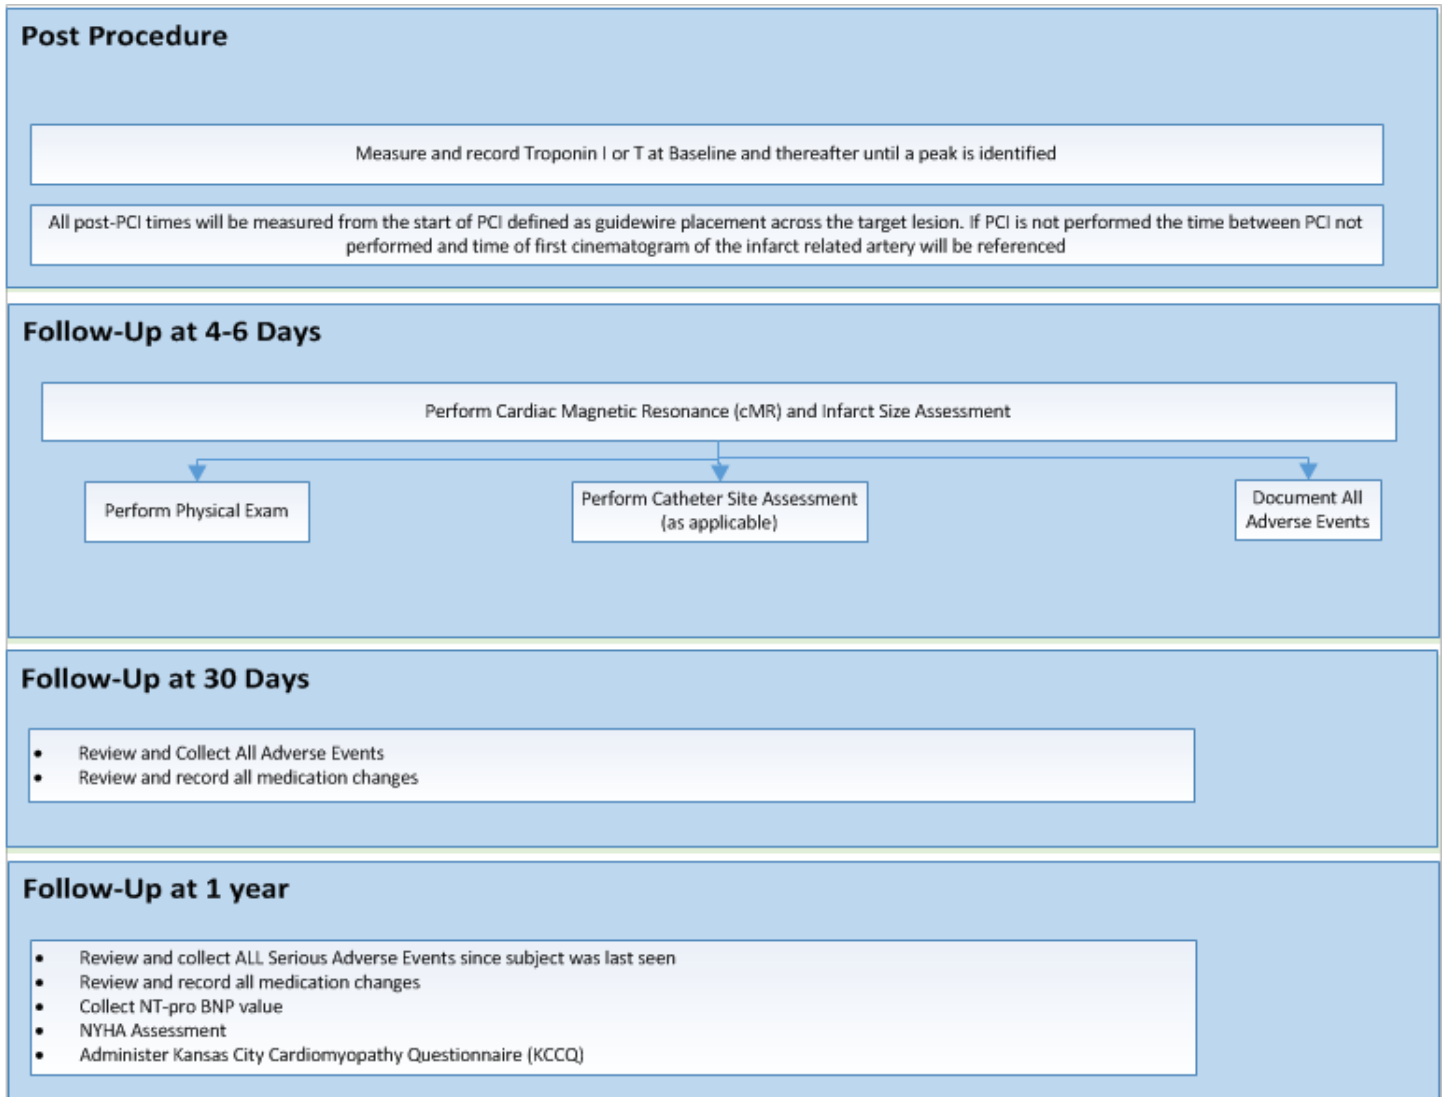 Post Procedure
Measure and record Troponin I or T at Baseline and thereafter until a peak is identified
All post-PCI times will be measured from the start of PCI defined as guidewire placement across the target lesion. If PCI is not performed the time between PCI not
performed and time of first cinematogram of the infarct related artery will be referenced
Follow-Up at 4-6 Days
Perform Cardiac Magnetic Resonance (cMR) and Infarct Size Assessment
Perform Physical Exam
Perform Catheter Site Assessment
(as applicable)
Document All
Adverse Events
Follow-Up at 30 Days
• Review and Collect All Adverse Events
• Review and record all medication changes
Follow-Up at 1 year
• Review and collect ALL Serious Adverse Events since subject was last seen
• Review and record all medication changes
• Collect NT-pro BNP value
• NYHA Assessment
• Administer Kansas City Cardiomyopathy Questionnaire (KCCQ)